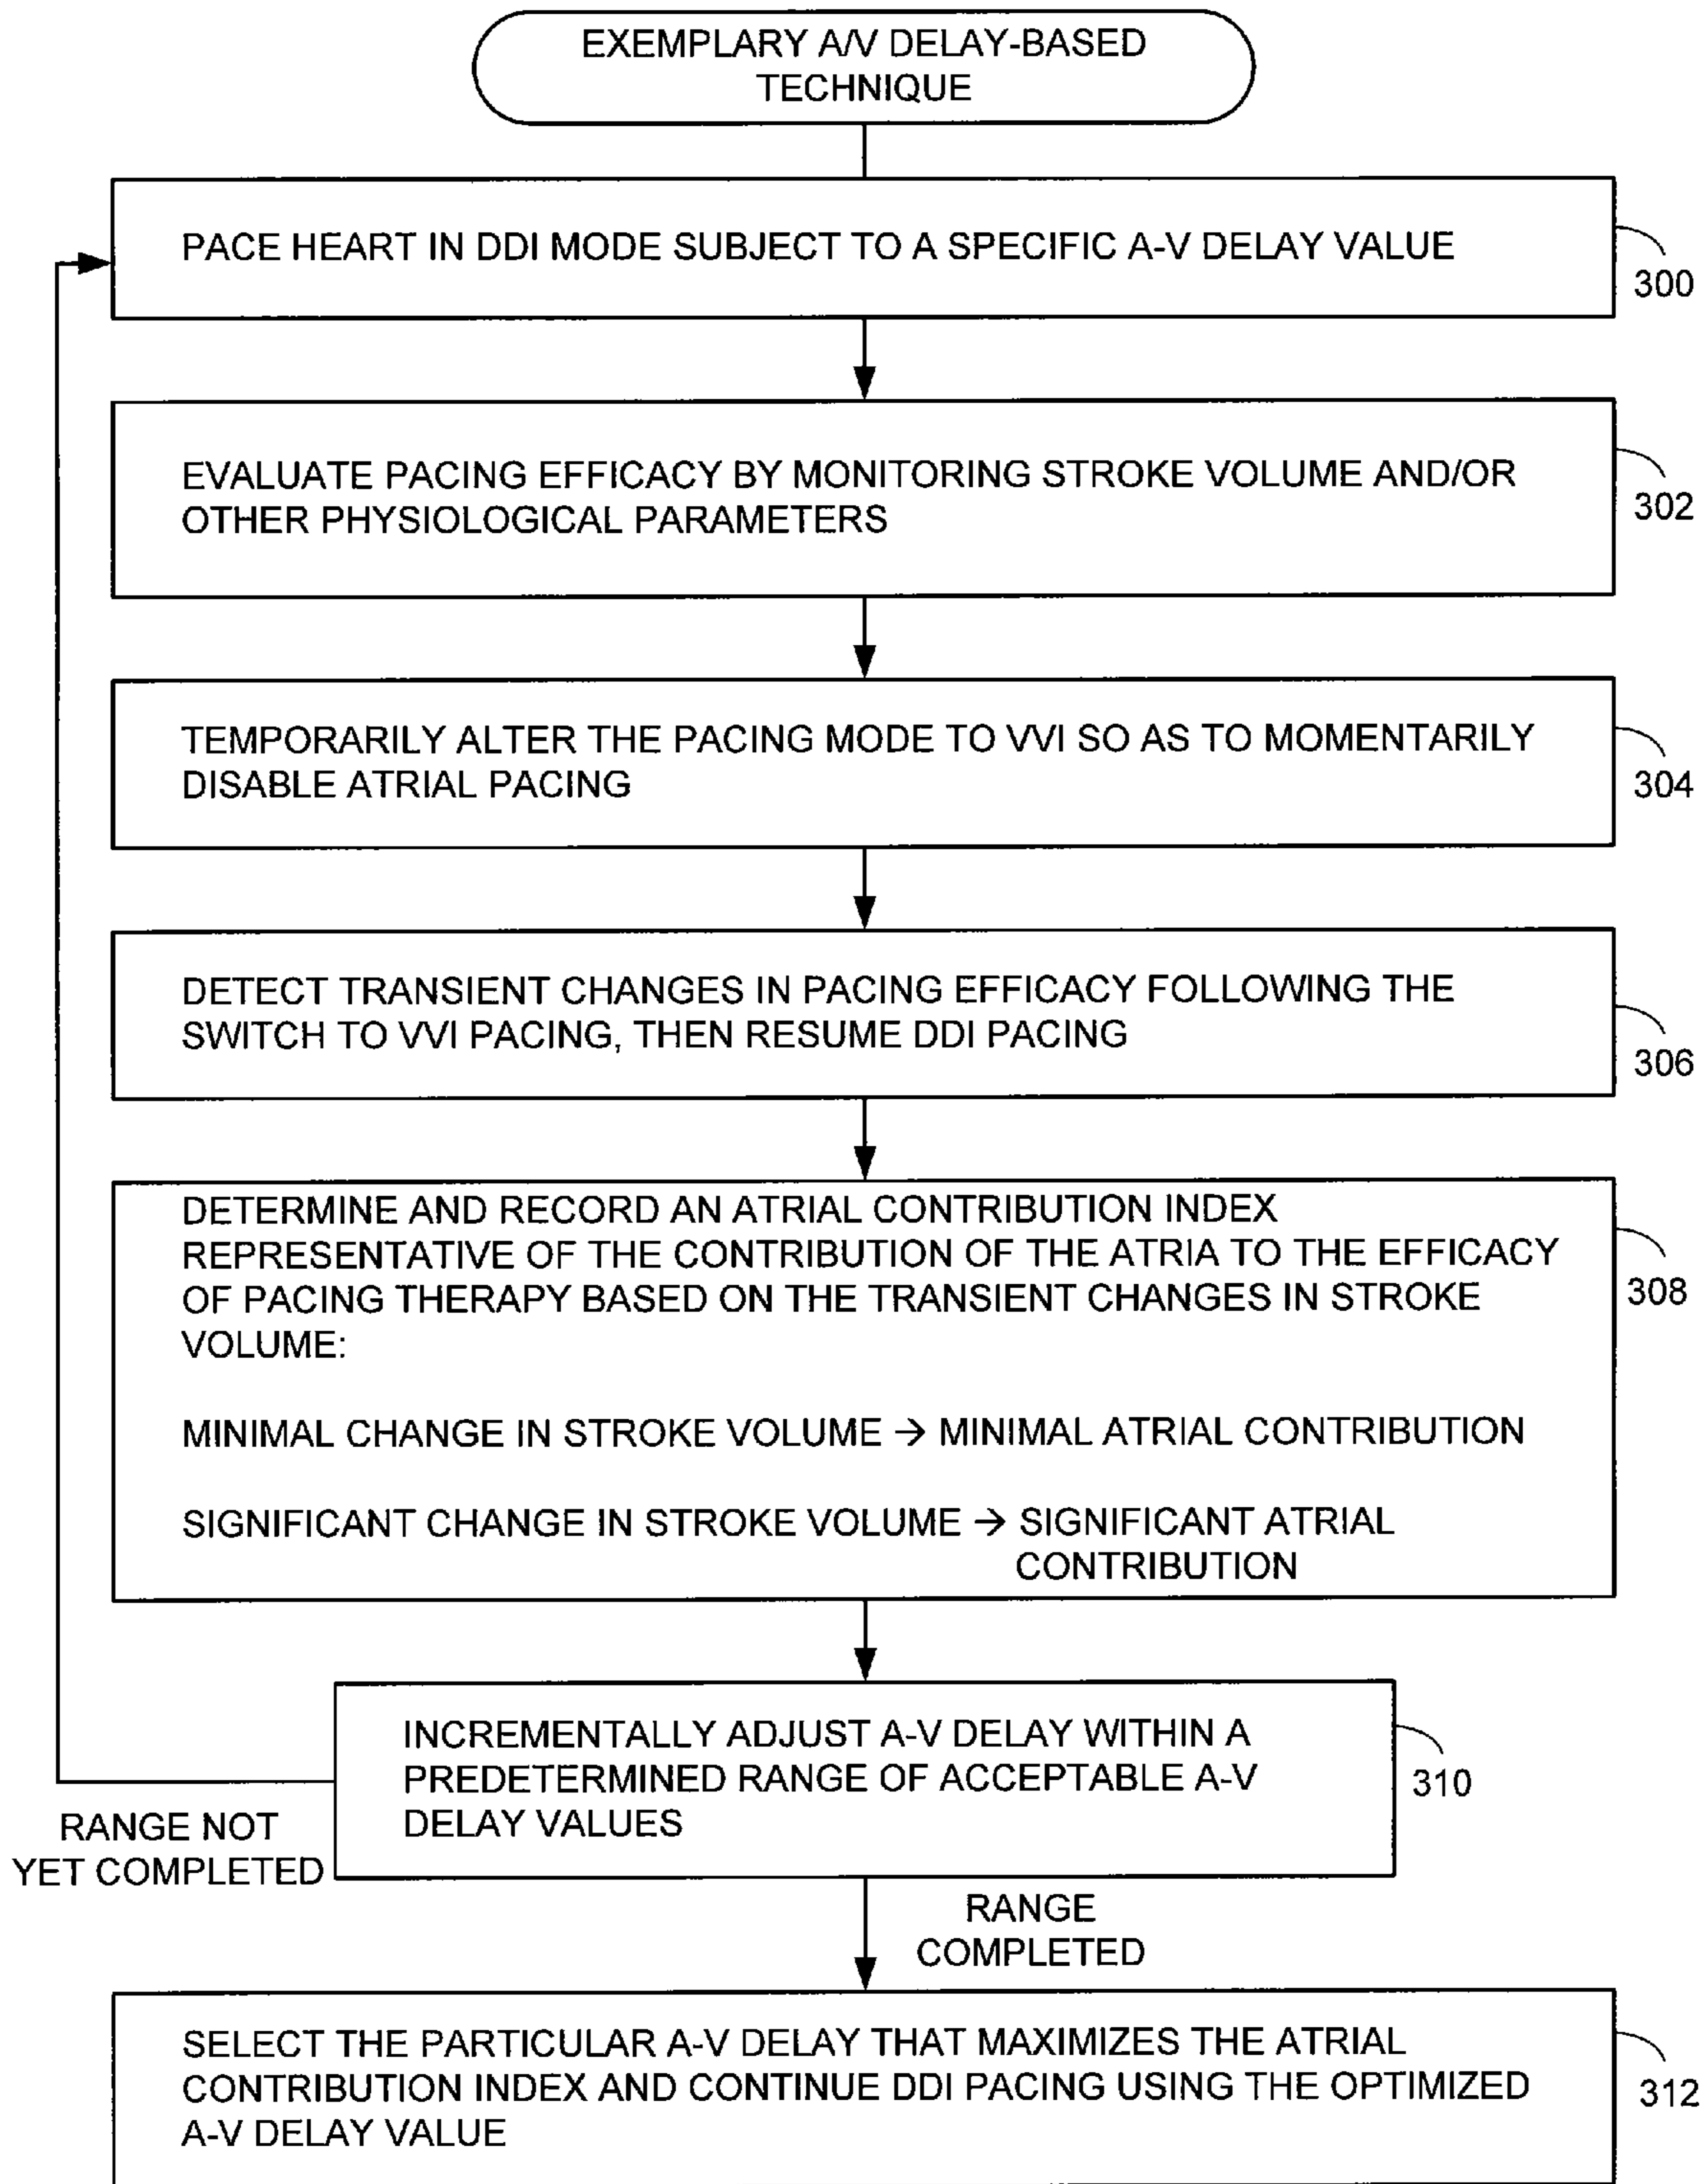 EXEMPLARY A/V DELAY-BASED
TECHNIQUE
PACE HEART IN DDI MODE SUBJECT TO A SPECIFIC A-V DELAY VALUE
300
EVALUATE PACING EFFICACY BY MONITORING STROKE VOLUME AND/OR
OTHER PHYSIOLOGICAL PARAMETERS
302
TEMPORARILY ALTER THE PACING MODE TO VVI SO AS TO MOMENTARILY
DISABLE ATRIAL PACING
304
DETECT TRANSIENT CHANGES IN PACING EFFICACY FOLLOWING THE
SWITCH TO VVI PACING, THEN RESUME DDI PACING
306
DETERMINE AND RECORD AN ATRIAL CONTRIBUTION INDEX
REPRESENTATIVE OF THE CONTRIBUTION OF THE ATRIA TO THE EFFICACY
OF PACING THERAPY BASED ON THE TRANSIENT CHANGES IN STROKE
VOLUME:
MINIMAL CHANGE IN STROKE VOLUME → MINIMAL ATRIAL CONTRIBUTION
SIGNIFICANT CHANGE IN STROKE VOLUME → SIGNIFICANT ATRIAL
CONTRIBUTION
308
INCREMENTALLY ADJUST A-V DELAY WITHIN A
PREDETERMINED RANGE OF ACCEPTABLE A-V
DELAY VALUES
310
RANGE NOT
YET COMPLETED
RANGE
COMPLETED
SELECT THE PARTICULAR A-V DELAY THAT MAXIMIZES THE ATRIAL
CONTRIBUTION INDEX AND CONTINUE DDI PACING USING THE OPTIMIZED
A-V DELAY VALUE
312